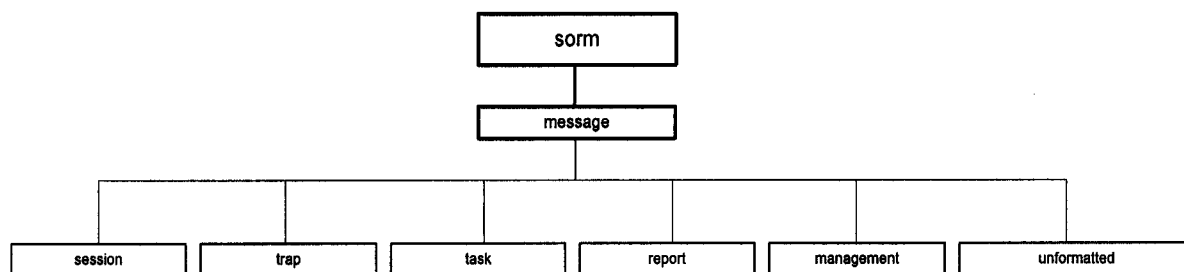 sorm
message
session
trap
task
report
management
unformatted